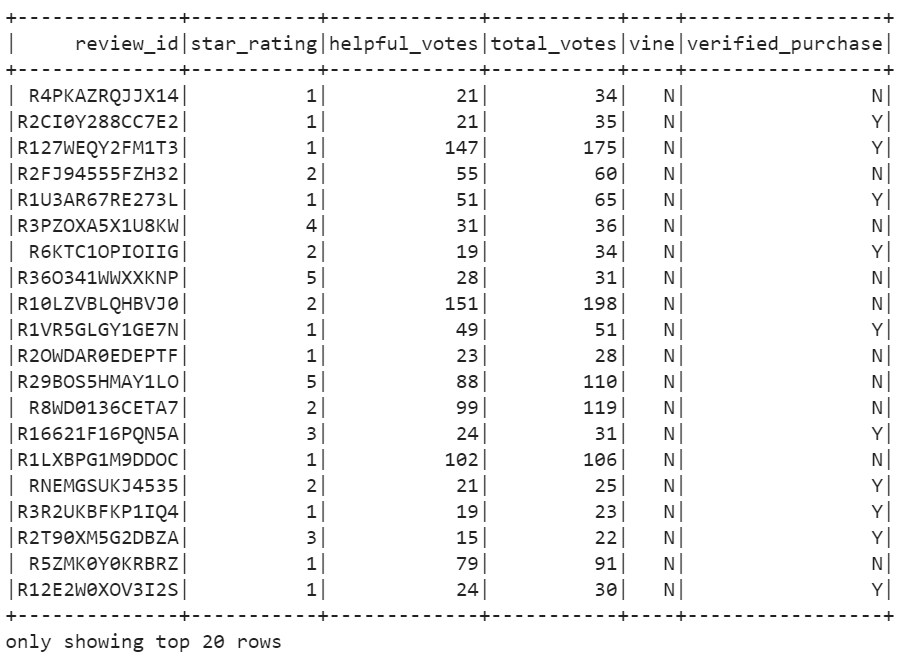 +--------------+-----------+-------------+-----------+----+-----------------+
|     review_id|star_rating|helpful_votes|total_votes|vine|verified_purchase|
+--------------+-----------+-------------+-----------+----+-----------------+
| R4PKAZRQJJX14|          1|           21|         34|   N|                N|
|R2CI0Y288CC7E2|          1|           21|         35|   N|                Y|
|R127WEQY2FM1T3|          1|          147|        175|   N|                Y|
|R2FJ94555FZH32|          2|           55|         60|   N|                N|
|R1U3AR67RE273L|          1|           51|         65|   N|                Y|
|R3PZOXA5X1U8KW|          4|           31|         36|   N|                N|
| R6KTC1OPIOIIG|          2|           19|         34|   N|                Y|
|R36O341WWXXKNP|          5|           28|         31|   N|                N|
|R10LZVBLQHBVJ0|          2|          151|        198|   N|                N|
|R1VR5GLGY1GE7N|          1|           49|         51|   N|                Y|
|R2OWDAR0EDEPTF|          1|           23|         28|   N|                N|
|R29BOS5HMAY1LO|          5|           88|        110|   N|                N|
| R8WD0136CETA7|          2|           99|        119|   N|                N|
|R16621F16PQN5A|          3|           24|         31|   N|                Y|
|R1LXBPG1M9DDOC|          1|          102|        106|   N|                N|
| RNEMGSUKJ4535|          2|           21|         25|   N|                Y|
|R3R2UKBFKP1IQ4|          1|           19|         23|   N|                Y|
|R2T90XM5G2DBZA|          3|           15|         22|   N|                Y|
| R5ZMK0Y0KRBRZ|          1|           79|         91|   N|                N|
|R12E2W0XOV3I2S|          1|           24|         30|   N|                Y|
+--------------+-----------+-------------+-----------+----+-----------------+
only showing top 20 rows